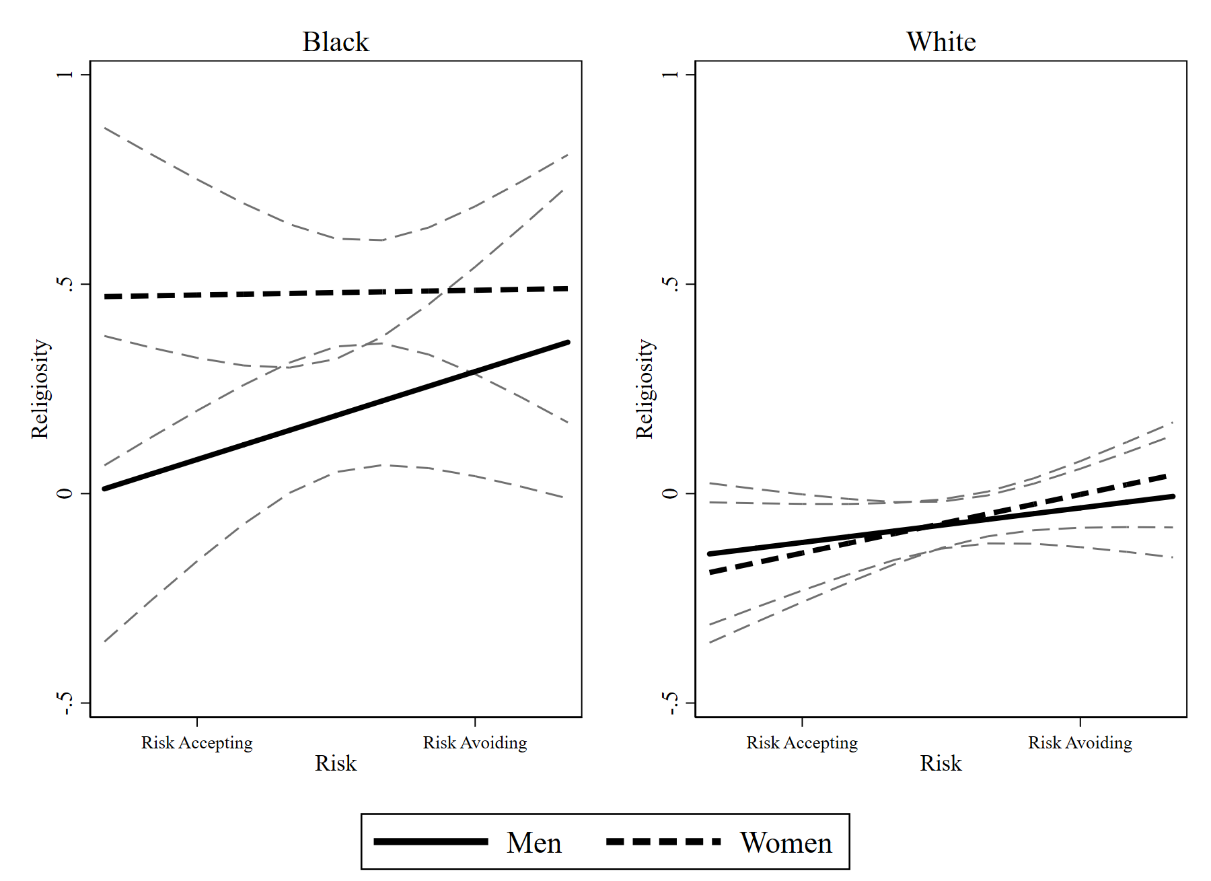 Black
1
.5
0
-.5
Religiosity
Risk Accepting
Risk Avoiding
Risk
White
1
.5
0
-.5
Religiosity
Risk Accepting
Risk Avoiding
Risk
Men
Women